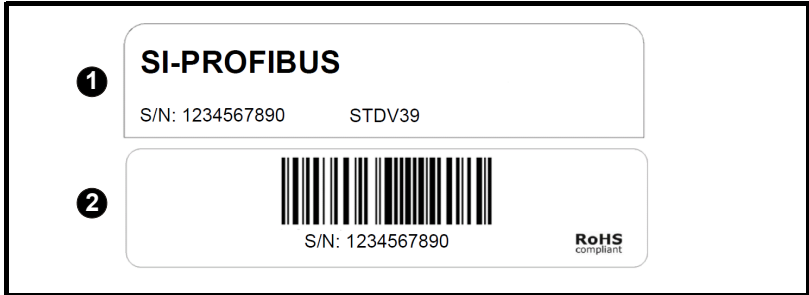 1
SI-PROFIBUS
S/N: 1234567890 STDV39
2
S/N: 1234567890
RoHS
compliant